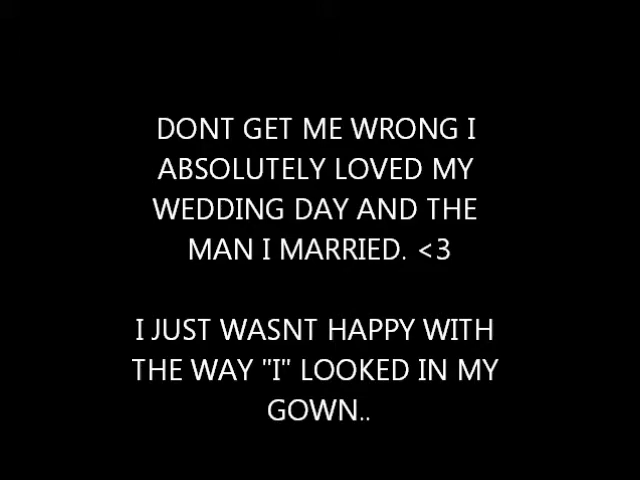 DONT GET ME WRONG I
ABSOLUTELY LOVED MY
WEDDING DAY AND THE
MAN I MARRIED. <3
I JUST WASNT HAPPY WITH
THE WAY "I" LOOKED IN MY
GOWN..